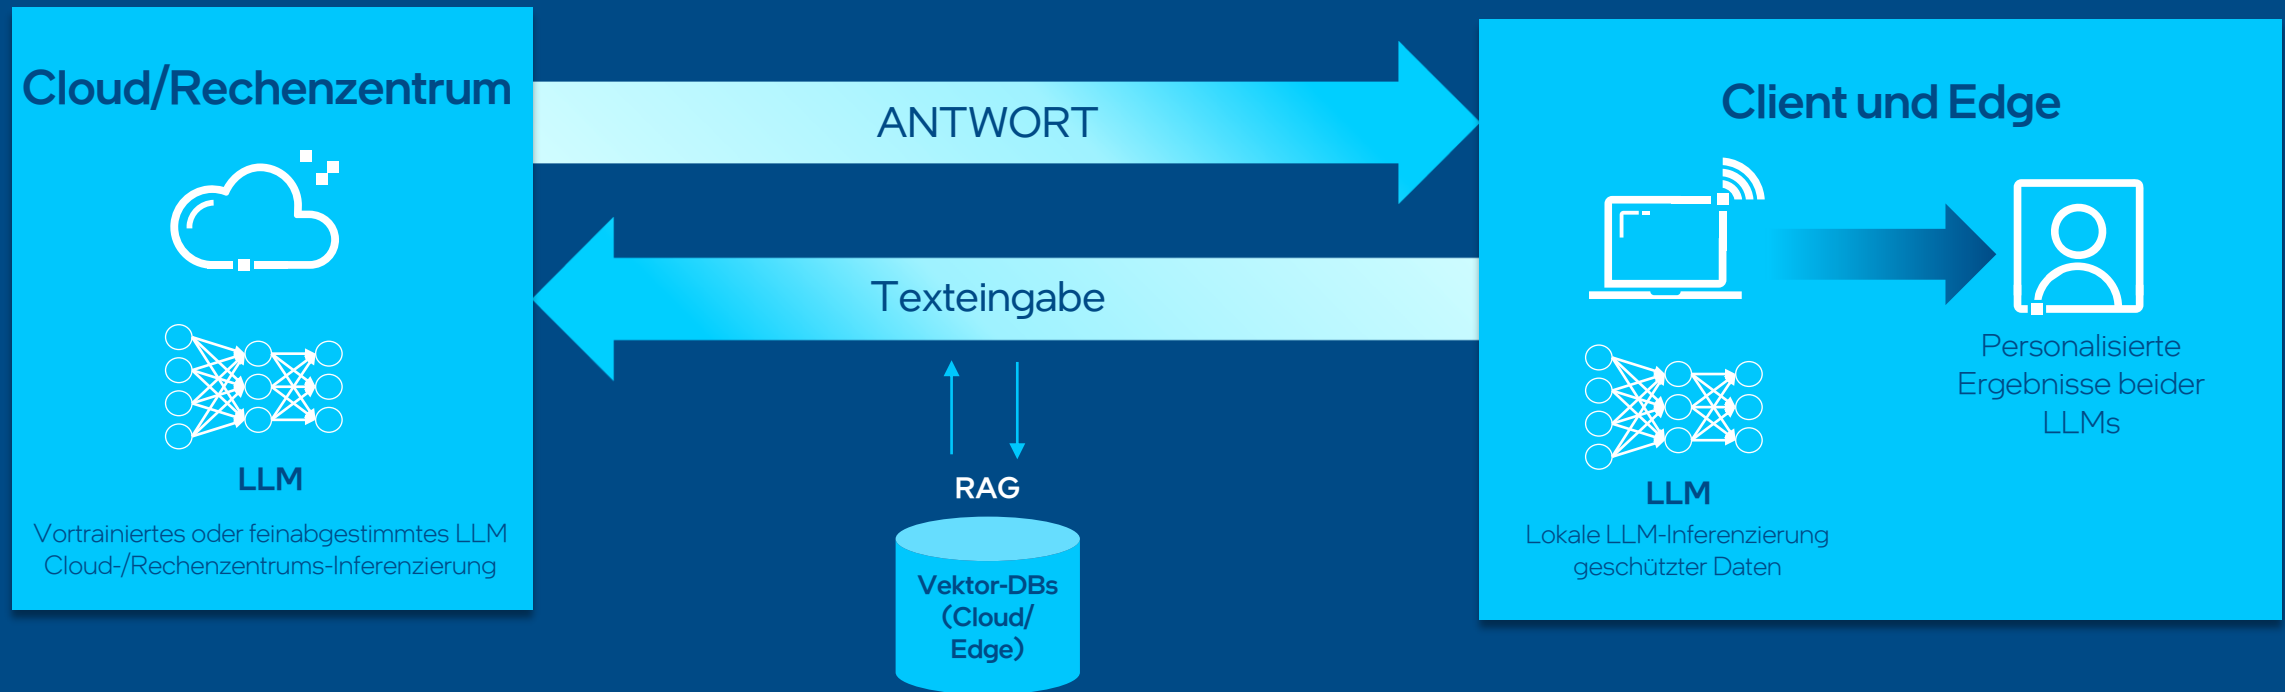 Cloud/Rechenzentrum
LLM
Vortrainiertes oder feinabgestimmtes LLM
Cloud-/Rechenzentrums-Inferenzierung
ANTWORT
Texteingabe
RAG
Vektor-DBs
(Cloud/
Edge)
Client und Edge
LLM
Lokale LLM-Inferenzierung
geschützter Daten
Personalisierte
Ergebnisse beider
LLMs